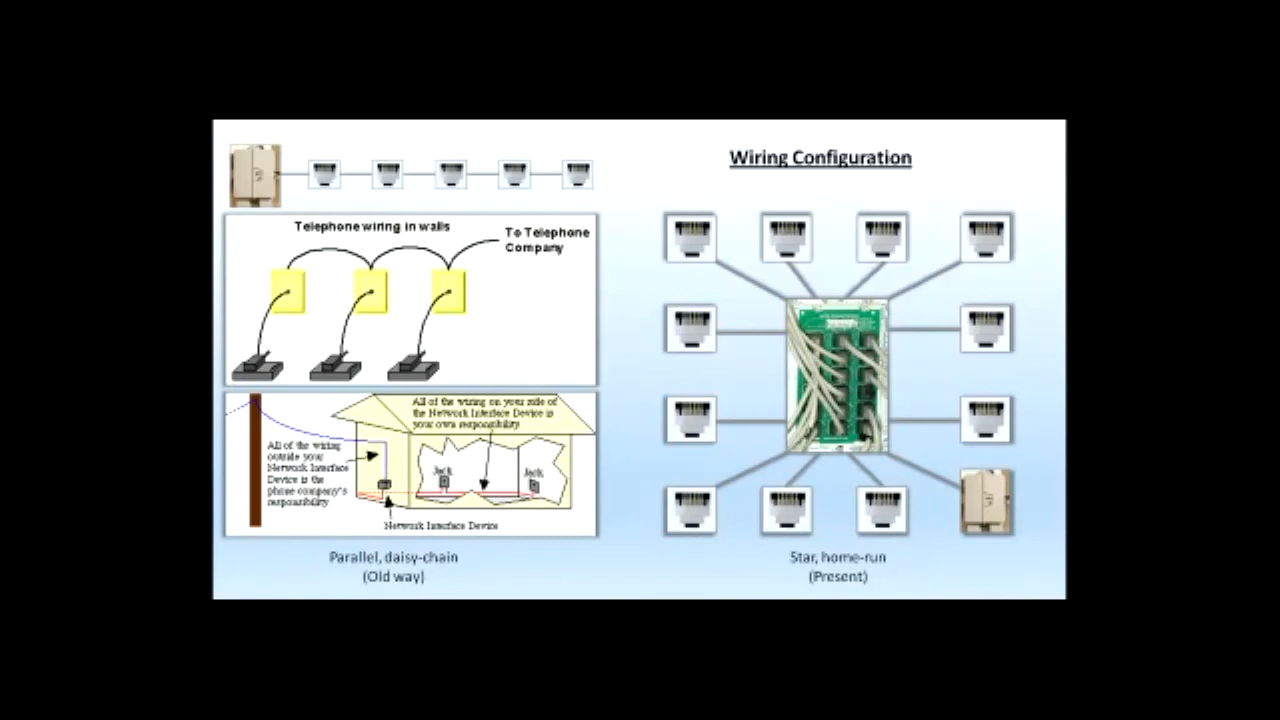 Wiring Configuration
Telephone wiring in walls
To Telephone
Company
All of the wiring on your side of
the Network Interface Device is
your own responsibility
All of the wiring
outside your
Network Interface
Device is the
phone company's
responsibility
Jack
Jack
Network Interface Device
Parallel, daisy-chain
(Old way)
Star, home-run
(Present)